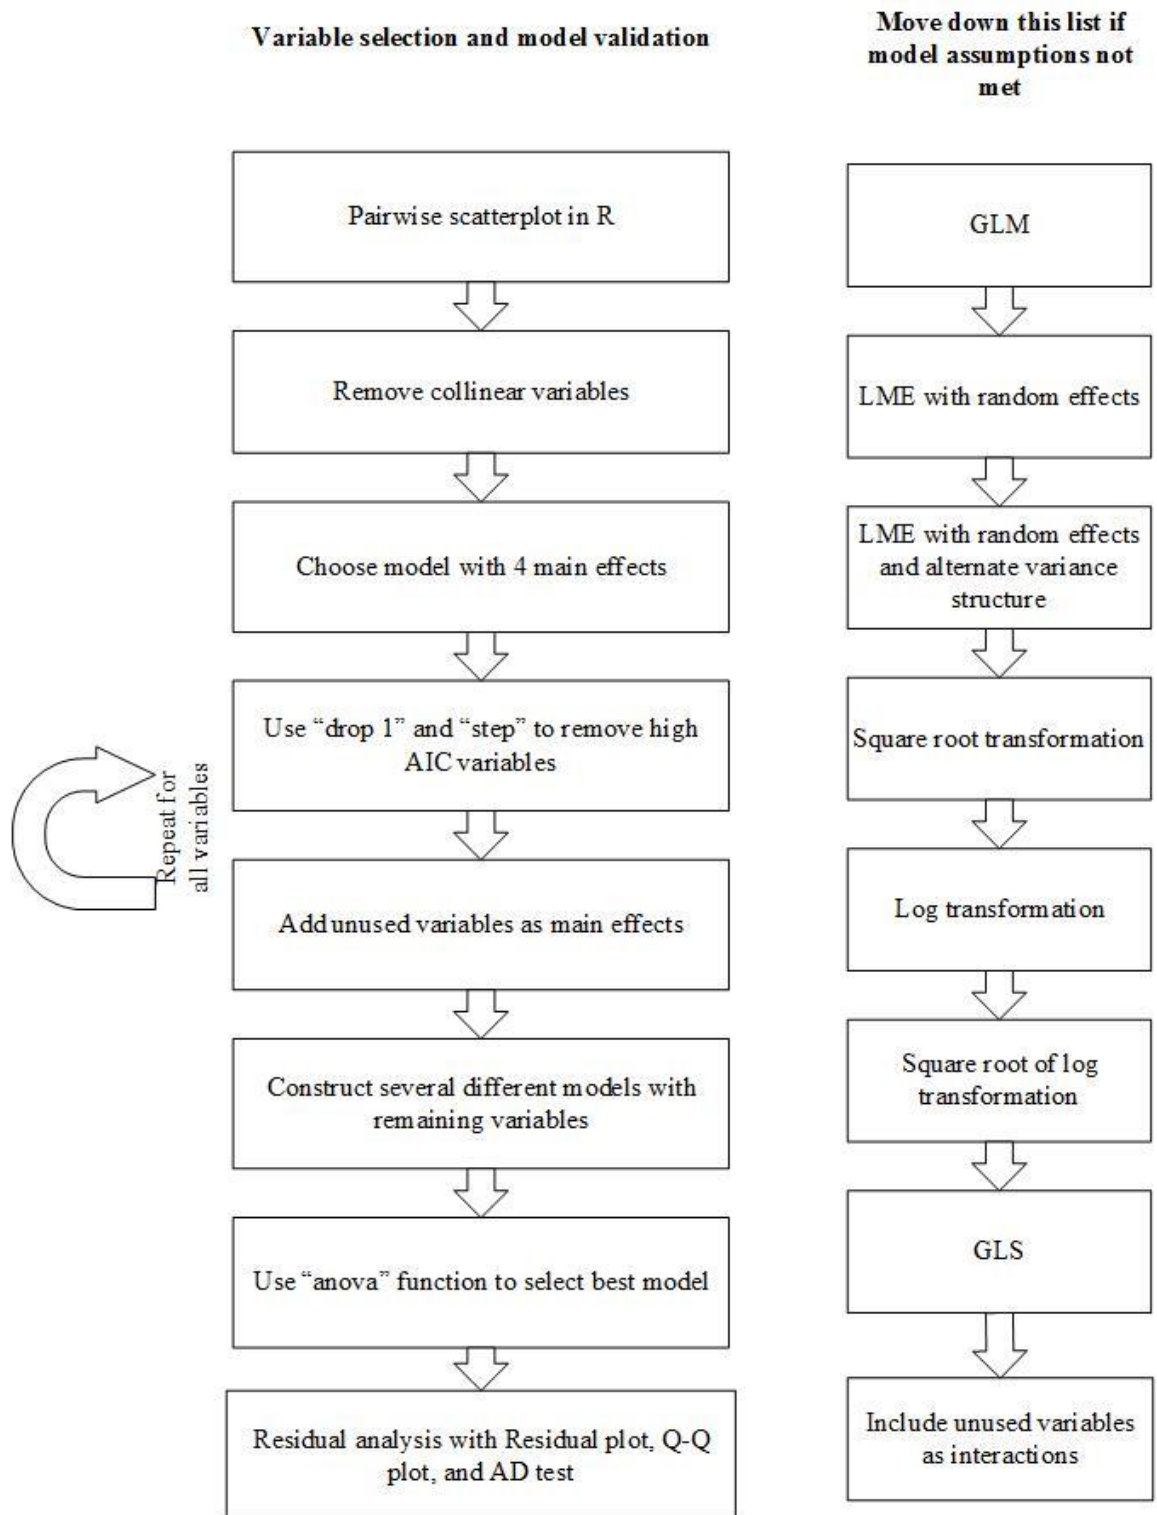 Variable selection and model validation
Pairwise scatterplot in R
Remove collinear variables
Choose model with 4 main effects
Use “drop 1” and “step” to remove high
AIC variables
Repeat for
all variables
Add unused variables as main effects
Construct several different models with
remaining variables
Use “anova” function to select best model
Residual analysis with Residual plot, Q-Q
plot, and AD test
Move down this list if
model assumptions not
met
GLM
LME with random effects
LME with random effects
and alternate variance
structure
Square root transformation
Log transformation
Square root of log
transformation
GLS
Include unused variables
as interactions